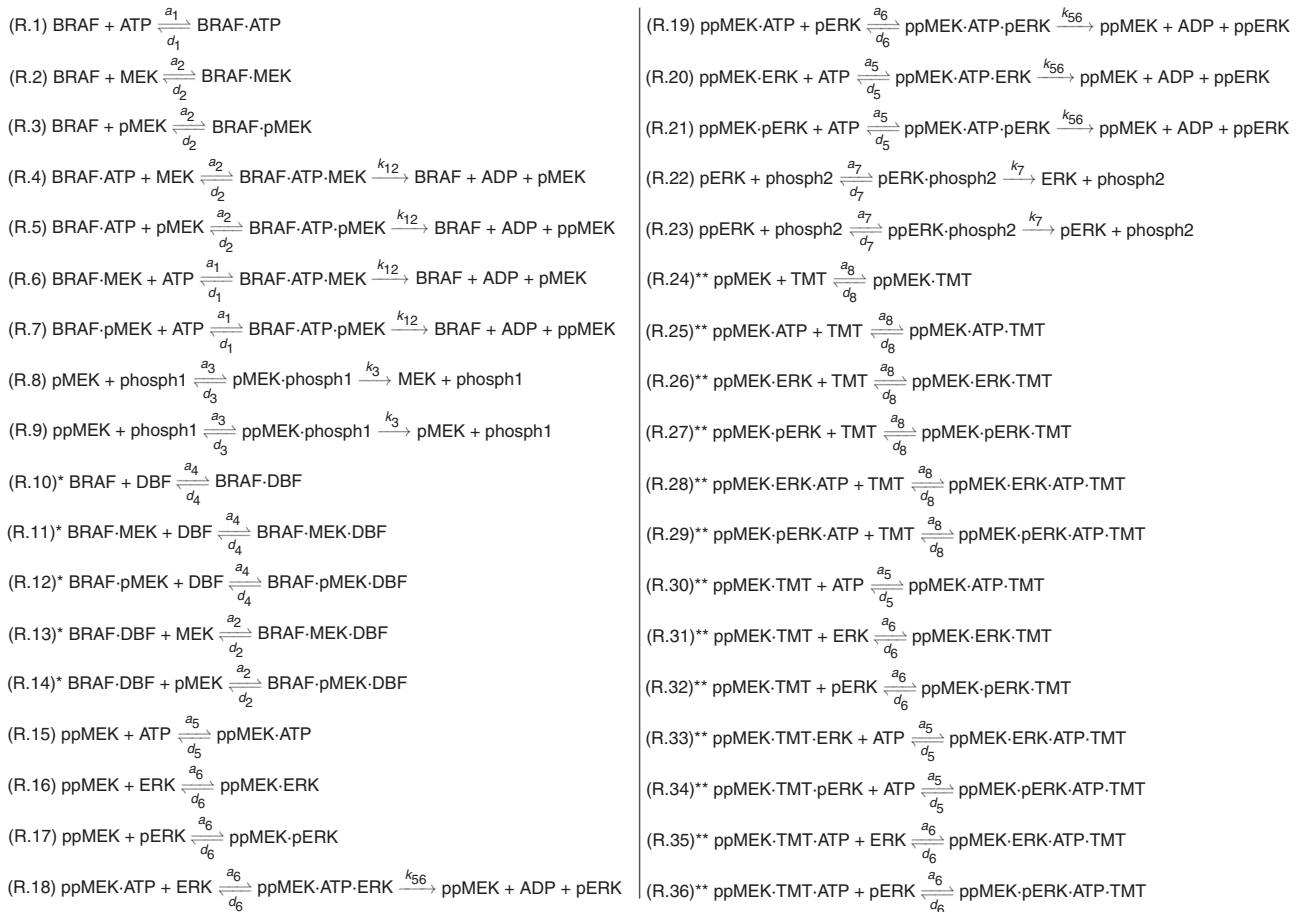 (R.1) BRAF + ATP a₁ ⇌ d₁ BRAF·ATP
(R.2) BRAF + MEK a₂ ⇌ d₂ BRAF·MEK
(R.3) BRAF + pMEK a₂ ⇌ d₂ BRAF·pMEK
(R.4) BRAF·ATP + MEK a₂ ⇌ d₂ BRAF·ATP·MEK k₁₂ → BRAF + ADP + pMEK
(R.5) BRAF·ATP + pMEK a₂ ⇌ d₂ BRAF·ATP·pMEK k₁₂ → BRAF + ADP + ppMEK
(R.6) BRAF·MEK + ATP a₁ ⇌ d₁ BRAF·ATP·MEK k₁₂ → BRAF + ADP + pMEK
(R.7) BRAF·pMEK + ATP a₁ ⇌ d₁ BRAF·ATP·pMEK k₁₂ → BRAF + ADP + ppMEK
(R.8) pMEK + phosph1 a₃ ⇌ d₃ pMEK·phosph1 k₃ → MEK + phosph1
(R.9) ppMEK + phosph1 a₃ ⇌ d₃ ppMEK·phosph1 k₃ → pMEK + phosph1
(R.10)* BRAF + DBF a₄ ⇌ d₄ BRAF·DBF
(R.11)* BRAF·MEK + DBF a₄ ⇌ d₄ BRAF·MEK·DBF
(R.12)* BRAF·pMEK + DBF a₄ ⇌ d₄ BRAF·pMEK·DBF
(R.13)* BRAF·DBF + MEK a₂ ⇌ d₂ BRAF·MEK·DBF
(R.14)* BRAF·DBF + pMEK a₂ ⇌ d₂ BRAF·pMEK·DBF
(R.15) ppMEK + ATP a₅ ⇌ d₅ ppMEK·ATP
(R.16) ppMEK + ERK a₆ ⇌ d₆ ppMEK·ERK
(R.17) ppMEK + pERK a₆ ⇌ d₆ ppMEK·pERK
(R.18) ppMEK·ATP + ERK a₆ ⇌ d₆ ppMEK·ATP·ERK k₅₆ → ppMEK + ADP + pERK
(R.19) ppMEK·ATP + pERK a₆ ⇌ d₆ ppMEK·ATP·pERK k₅₆ → ppMEK + ADP + ppERK
(R.20) ppMEK·ERK + ATP a₅ ⇌ d₅ ppMEK·ATP·ERK k₅₆ → ppMEK + ADP + ppERK
(R.21) ppMEK·pERK + ATP a₅ ⇌ d₅ ppMEK·ATP·pERK k₅₆ → ppMEK + ADP + ppERK
(R.22) pERK + phosph2 a₇ ⇌ d₇ pERK·phosph2 k₇ → ERK + phosph2
(R.23) ppERK + phosph2 a₇ ⇌ d₇ ppERK·phosph2 k₇ → pERK + phosph2
(R.24)** ppMEK + TMT a₈ ⇌ d₈ ppMEK·TMT
(R.25)** ppMEK·ATP + TMT a₈ ⇌ d₈ ppMEK·ATP·TMT
(R.26)** ppMEK·ERK + TMT a₈ ⇌ d₈ ppMEK·ERK·TMT
(R.27)** ppMEK·pERK + TMT a₈ ⇌ d₈ ppMEK·pERK·TMT
(R.28)** ppMEK·ERK·ATP + TMT a₈ ⇌ d₈ ppMEK·ERK·ATP·TMT
(R.29)** ppMEK·pERK·ATP + TMT a₈ ⇌ d₈ ppMEK·pERK·ATP·TMT
(R.30)** ppMEK·TMT + ATP a₅ ⇌ d₅ ppMEK·ATP·TMT
(R.31)** ppMEK·TMT + ERK a₆ ⇌ d₆ ppMEK·ERK·TMT
(R.32)** ppMEK·TMT + pERK a₆ ⇌ d₆ ppMEK·pERK·TMT
(R.33)** ppMEK·TMT·ERK + ATP a₅ ⇌ d₅ ppMEK·ERK·ATP·TMT
(R.34)** ppMEK·TMT·pERK + ATP a₅ ⇌ d₅ ppMEK·pERK·ATP·TMT
(R.35)** ppMEK·TMT·ATP + ERK a₆ ⇌ d₆ ppMEK·ERK·ATP·TMT
(R.36)** ppMEK·TMT·ATP + pERK a₆ ⇌ d₆ ppMEK·pERK·ATP·TMT